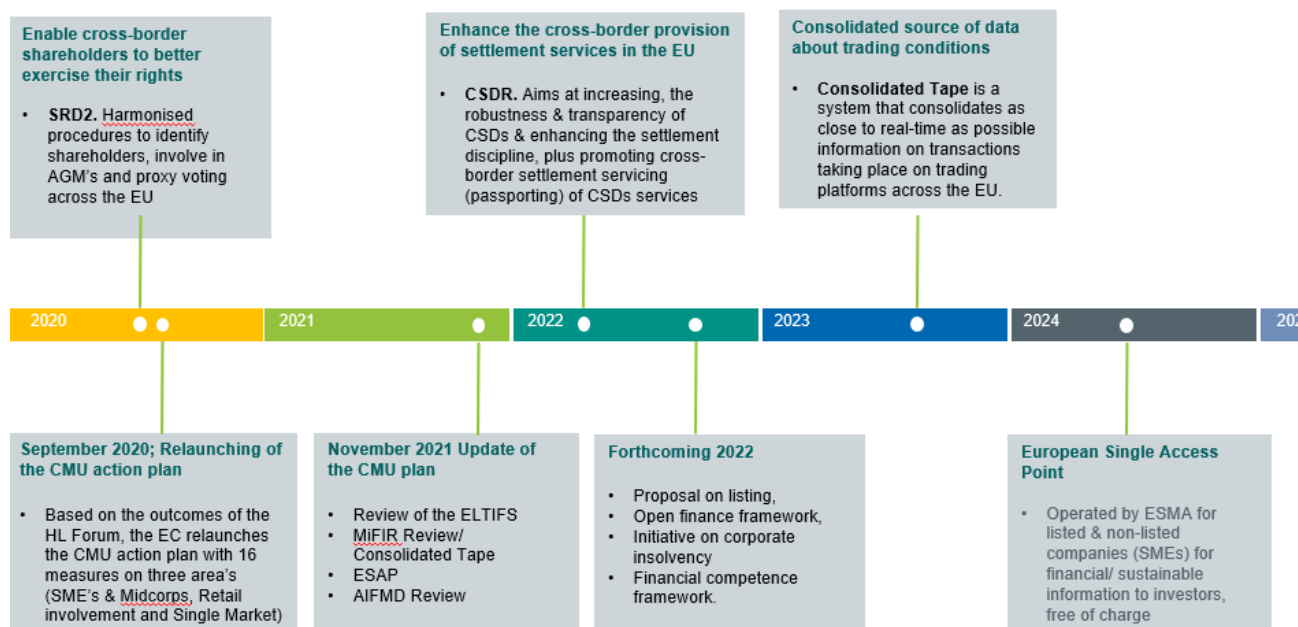 Enable cross-border
shareholders to better
exercise their rights
• SRD2. Harmonised
procedures to identify
shareholders, involve in
AGM's and proxy voting
across the EU
Enhance the cross-border provision
of settlement services in the EU
• CSDR. Aims at increasing, the
robustness & transparency of
CSDs & enhancing the settlement
discipline, plus promoting cross-
border settlement servicing
(passporting) of CSDs services
Consolidated source of data
about trading conditions
• Consolidated Tape is a
system that consolidates as
close to real-time as possible
information on transactions
taking place on trading
platforms across the EU.
2020
2021
2022
2023
2024
September 2020; Relaunching of
the CMU action plan
• Based on the outcomes of the
HL Forum, the EC relaunches
the CMU action plan with 16
measures on three area's
(SME's & Midcorps, Retail
involvement and Single Market)
November 2021 Update of
the CMU plan
• Review of the ELTIFS
• MiFIR Review/
Consolidated Tape
• ESAP
• AIFMD Review
Forthcoming 2022
• Proposal on listing,
• Open finance framework,
• Initiative on corporate
insolvency
• Financial competence
framework.
European Single Access
Point
• Operated by ESMA for
listed & non-listed
companies (SMEs) for
financial/ sustainable
information to investors,
free of charge